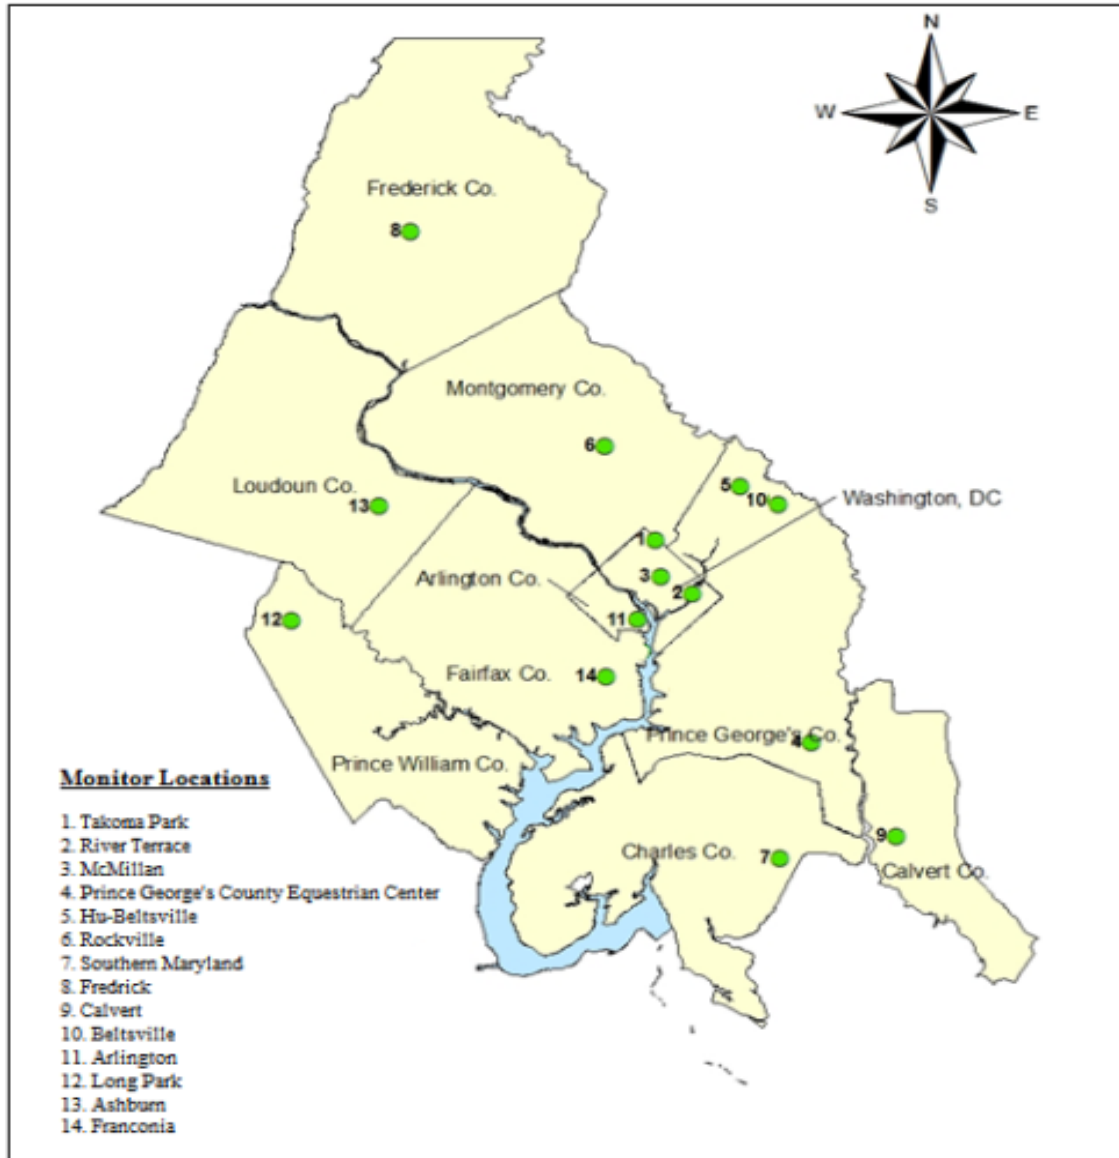 N
W
E
S
Frederick Co.
8
Montgomery Co.
6
Loudoun Co.
13
5
10
Washington, DC
1
Arlington Co.
3
2
12
11
Fairfax Co.
14
Prince George's Co.
4
Prince William Co.
Charles Co.
7
9
Calvert Co.
Monitor Locations
1. Takoma Park
2. River Terrace
3. McMillan
4. Prince George's County Equestrian Center
5. Hu-Beltsville
6. Rockville
7. Southern Maryland
8. Fredrick
9. Calvert
10. Beltsville
11. Arlington
12. Long Park
13. Ashburn
14. Franconia